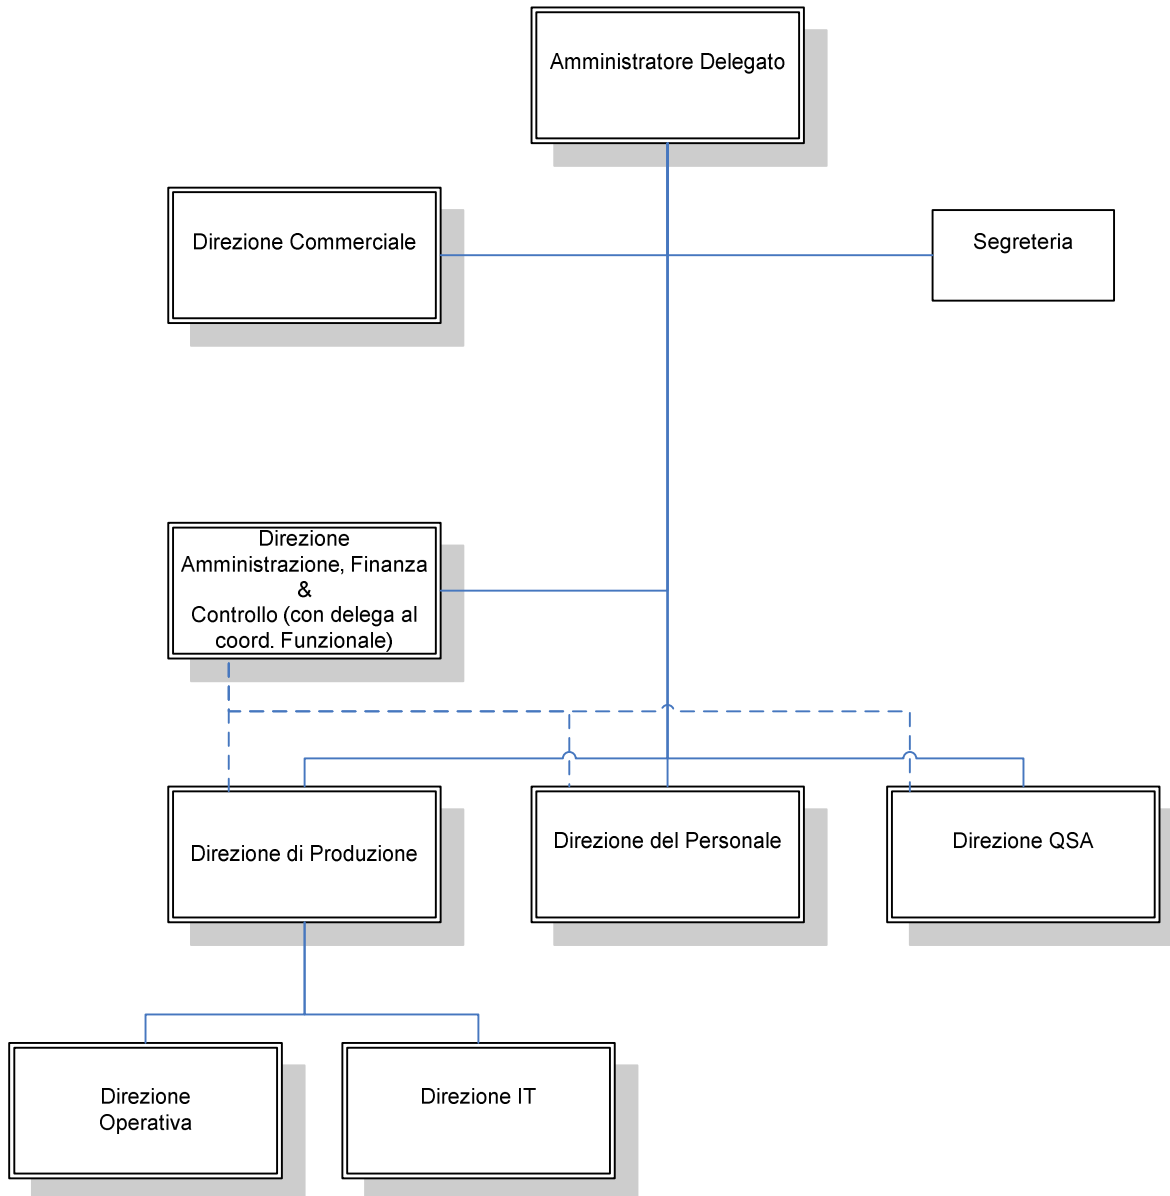 Amministratore Delegato
Direzione Commerciale
Segreteria
Direzione
Amministrazione, Finanza
&
Controllo (con delega al
coord. Funzionale)
Direzione di Produzione
Direzione del Personale
Direzione QSA
Direzione
Operativa
Direzione IT